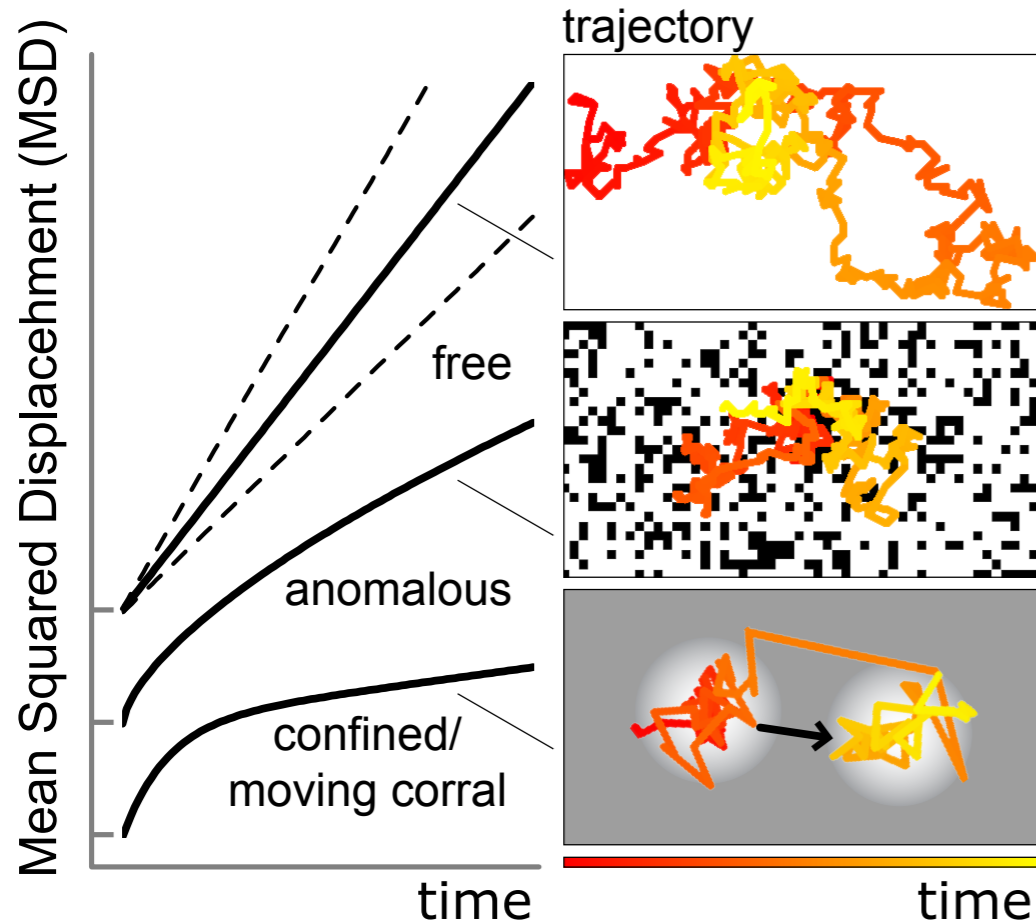 Mean Squared Displacehment (MSD)
free
anomalous
confined/
moving corral
time
trajectory
time